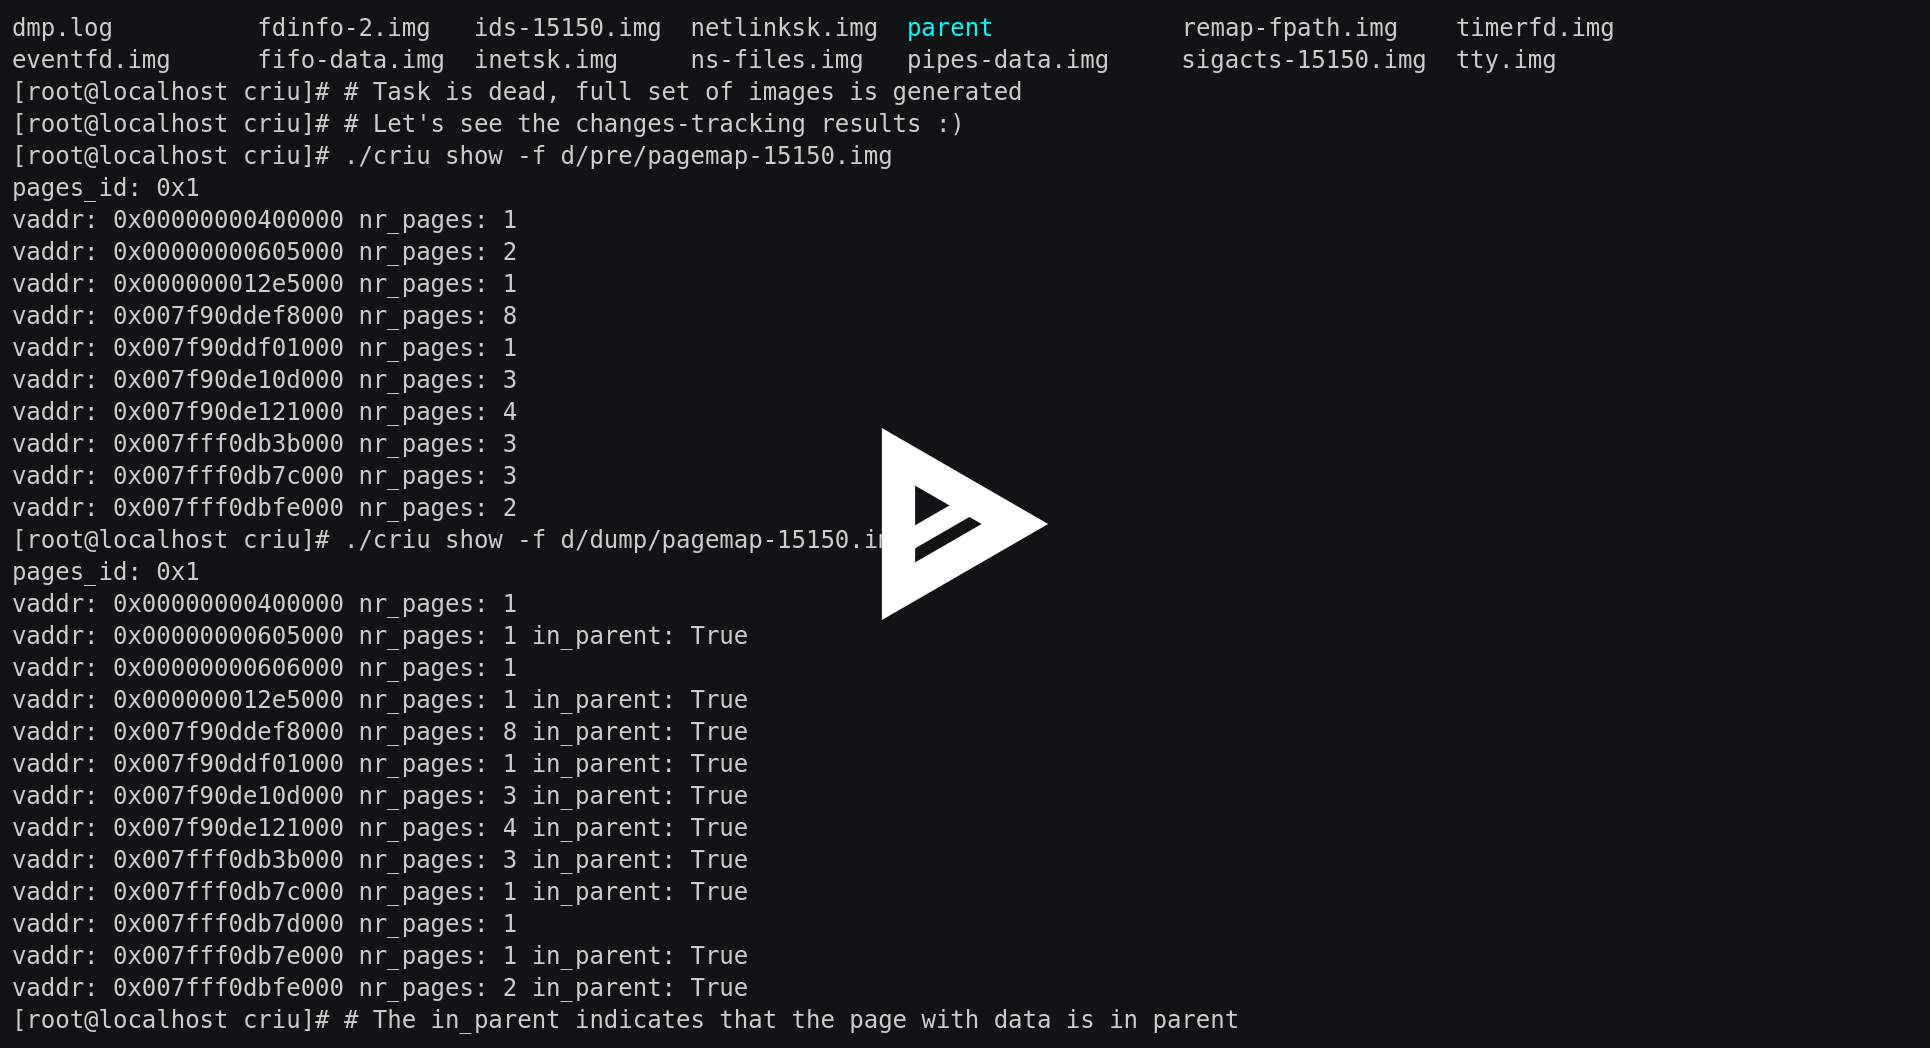 dmp.log          fdinfo-2.img   ids-15150.img  netlinksk.img  parent             remap-fpath.img    timerfd.img
eventfd.img      fifo-data.img  inetsk.img     ns-files.img   pipes-data.img     sigacts-15150.img  tty.img
[root@localhost criu]# # Task is dead, full set of images is generated
[root@localhost criu]# # Let's see the changes-tracking results :)
[root@localhost criu]# ./criu show -f d/pre/pagemap-15150.img
pages_id: 0x1
vaddr: 0x00000000400000 nr_pages: 1
vaddr: 0x00000000605000 nr_pages: 2
vaddr: 0x000000012e5000 nr_pages: 1
vaddr: 0x007f90ddef8000 nr_pages: 8
vaddr: 0x007f90ddf01000 nr_pages: 1
vaddr: 0x007f90de10d000 nr_pages: 3
vaddr: 0x007f90de121000 nr_pages: 4
vaddr: 0x007fff0db3b000 nr_pages: 3
vaddr: 0x007fff0db7c000 nr_pages: 3
vaddr: 0x007fff0dbfe000 nr_pages: 2
[root@localhost criu]# ./criu show -f d/dump/pagemap-15150.i
pages_id: 0x1
vaddr: 0x00000000400000 nr_pages: 1
vaddr: 0x00000000605000 nr_pages: 1 in_parent: True
vaddr: 0x00000000606000 nr_pages: 1
vaddr: 0x000000012e5000 nr_pages: 1 in_parent: True
vaddr: 0x007f90ddef8000 nr_pages: 8 in_parent: True
vaddr: 0x007f90ddf01000 nr_pages: 1 in_parent: True
vaddr: 0x007f90de10d000 nr_pages: 3 in_parent: True
vaddr: 0x007f90de121000 nr_pages: 4 in_parent: True
vaddr: 0x007fff0db3b000 nr_pages: 3 in_parent: True
vaddr: 0x007fff0db7c000 nr_pages: 1 in_parent: True
vaddr: 0x007fff0db7d000 nr_pages: 1
vaddr: 0x007fff0db7e000 nr_pages: 1 in_parent: True
vaddr: 0x007fff0dbfe000 nr_pages: 2 in_parent: True
[root@localhost criu]# # The in_parent indicates that the page with data is in parent